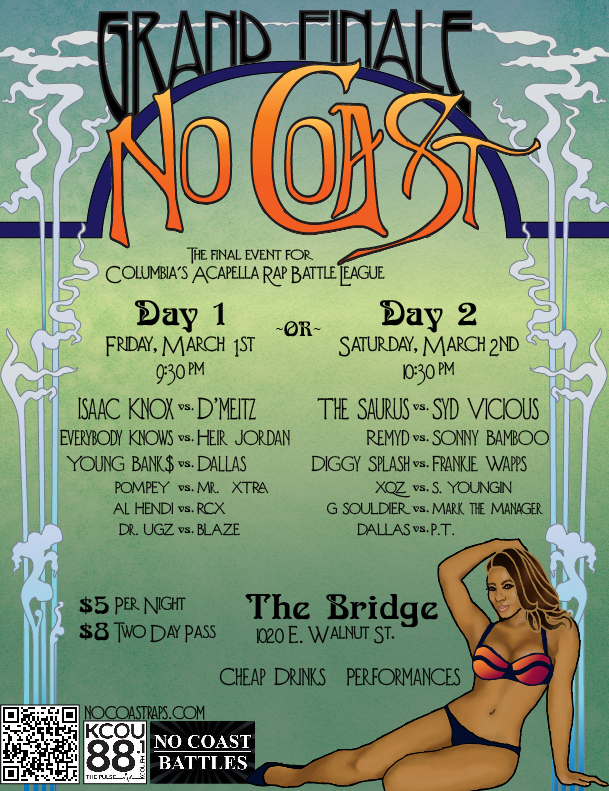 GRAND FINALE
NO COAST
THE FINAL EVENT FOR
COLUMBIA'S ACAPELLA RAP BATTLE LEAGUE
Day 1
FRIDAY, MARCH 1ST
9:30 PM
~OR~
Day 2
SATURDAY, MARCH 2ND
10:30 PM
ISAAC KNOX vs. D'MEITZ
EVERYBODY KNOWS vs. HEIR JORDAN
YOUNG BANK$ vs. DALLAS
POMPEY vs. MR. XTRA
AL HENDI vs. RCX
DR. UGZ vs. BLAZE
THE SAURUS vs. SYD VICIOUS
REMYD vs. SONNY BAMBOO
DIGGY SPLASH vs. FRANKIE WAPPS
XQZ vs. S. YOUNGIN
G SOULDIER vs. MARK THE MANAGER
DALLAS vs. P.T.
$5 PER NIGHT
$8 TWO DAY PASS
The Bridge
1020 E. WALNUT ST.
CHEAP DRINKS PERFORMANCES
NOCOASTRAPS.COM
KCOU
88.1
THE PULSE
NO COAST
BATTLES